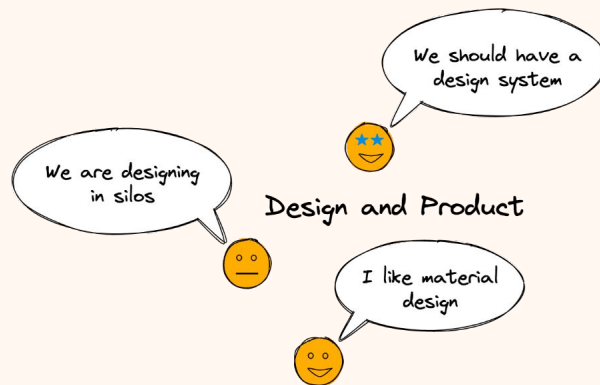 We should have a
design system
We are designing
in silos
Design and Product
I like material
design